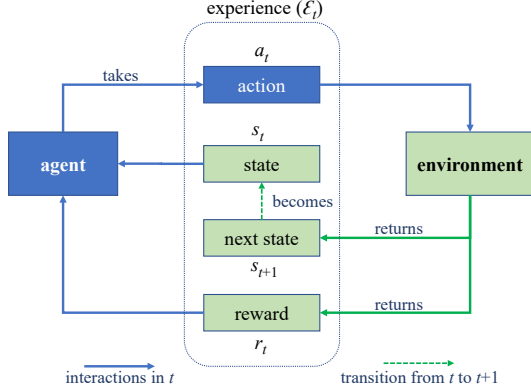 experience (ℰt)
at
takes
action
st
agent
state
environment
becomes
next state
returns
st+1
reward
returns
rt
interactions in t
transition from t to t+1